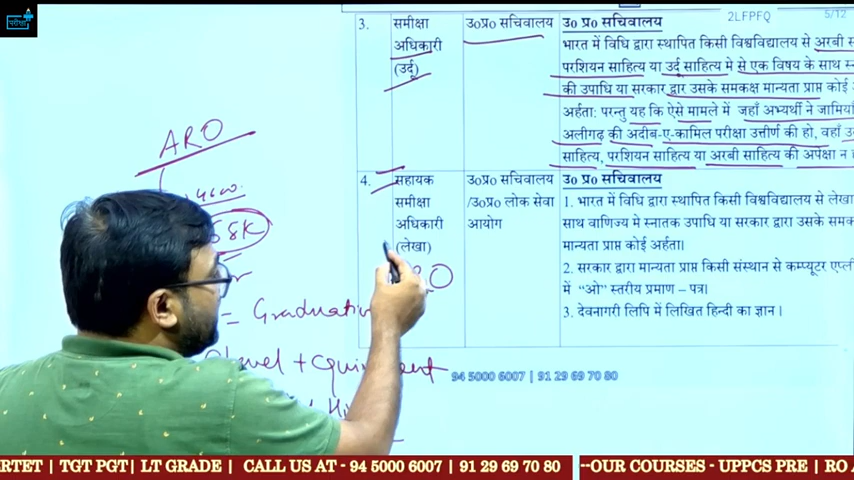 परीक्षा
2LFPFQ
5/12
3.
समीक्षा
अधिकारी
(उर्दू)
उ०प्र० सचिवालय
उ० प्र० सचिवालय
भारत में विधि द्वारा स्थापित किसी विश्वविद्यालय से अरबी
परशियन साहित्य या उर्दू साहित्य मे से एक विषय के साथ
की उपाधि या सरकार द्वार उसके समकक्ष मान्यता प्राप्त कोई
अर्हता: परन्तु यह कि ऐसे मामले में जहाँ अभ्यर्थी ने जामियाँ
अलीगढ़ की अदीब-ए-कामिल परीक्षा उत्तीर्ण की हो, वहाँ
साहित्य, परशियन साहित्य या अरबी साहित्य की अपेक्षा न
4.
सहायक
समीक्षा
अधिकारी
(लेखा)
उ०प्र० सचिवालय
/उ०प्र० लोक सेवा
आयोग
उ० प्र० सचिवालय
1. भारत में विधि द्वारा स्थापित किसी विश्वविद्यालय से लेखा
साथ वाणिज्य में स्नातक उपाधि या सरकार द्वारा उसके
मान्यता प्राप्त कोई अर्हता।
2. सरकार द्वारा मान्यता प्राप्त किसी संस्थान से कम्प्यूटर
में “ओ” स्तरीय प्रमाण – पत्र।
3. देवनागरी लिपि में लिखित हिन्दी का ज्ञान।
ARO
58K
= Graduation
94 5000 6007 | 91 29 69 70 80
RTET | TGT PGT| LT GRADE | CALL US AT - 94 5000 6007 | 91 29 69 70 80
--OUR COURSES - UPPCS PRE | RO